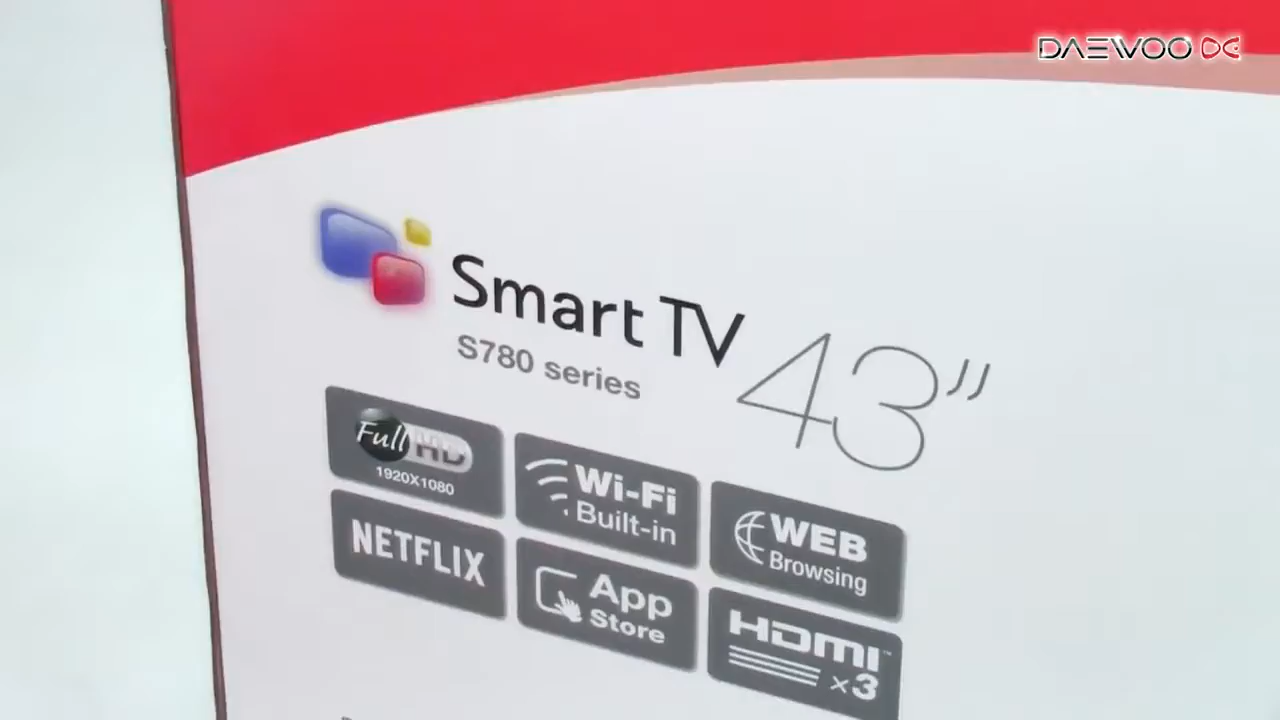 DAEWOO
Smart TV 43”
S780 series
Full HD
1920X1080
Wi-Fi
Built-in
WEB
Browsing
NETFLIX
App
Store
HDMI™
x3